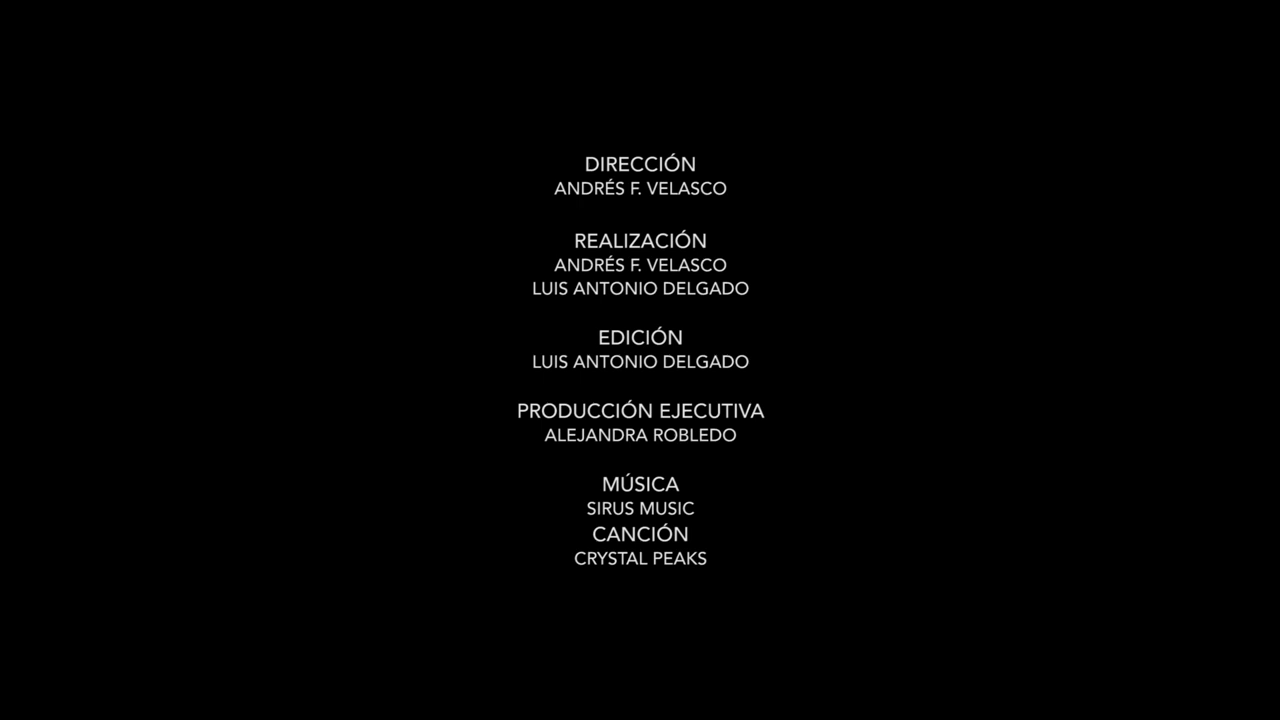 DIRECCIÓN
ANDRÉS F. VELASCO
REALIZACIÓN
ANDRÉS F. VELASCO
LUIS ANTONIO DELGADO
EDICIÓN
LUIS ANTONIO DELGADO
PRODUCCIÓN EJECUTIVA
ALEJANDRA ROBLEDO
MÚSICA
SIRUS MUSIC
CANCIÓN
CRYSTAL PEAKS